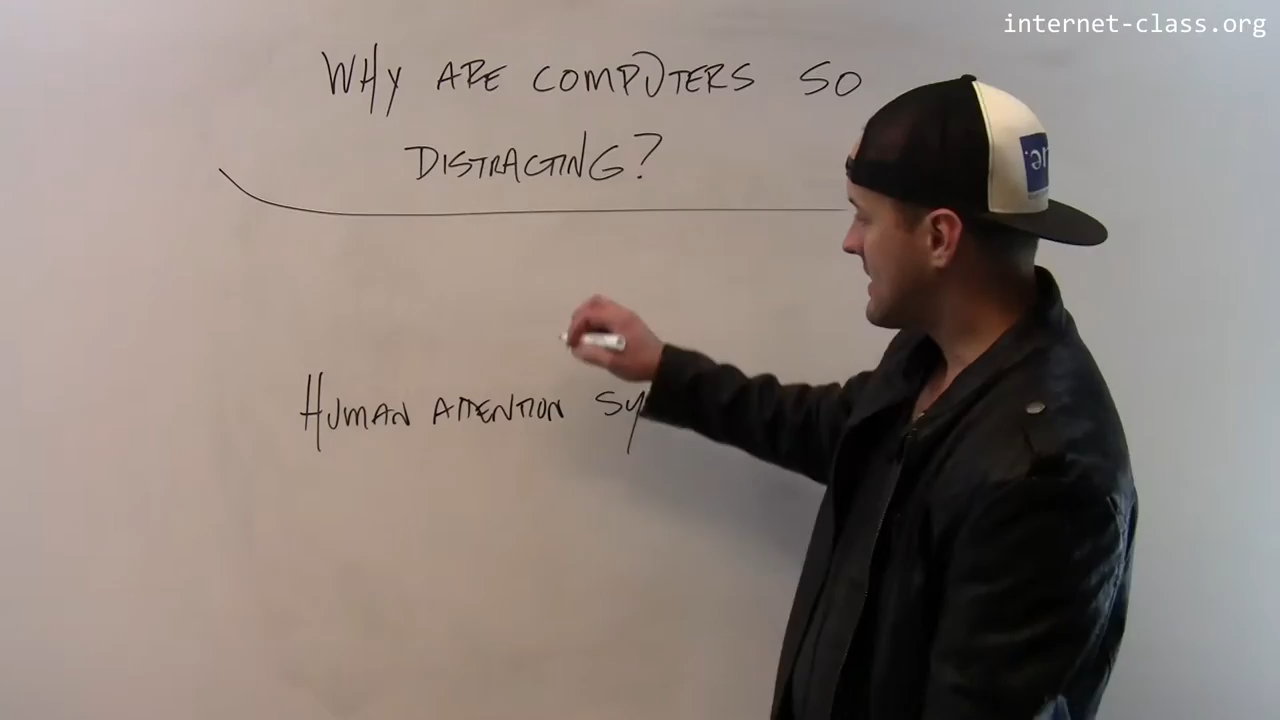 internet-class.org
WHY ARE COMPUTERS SO
DISTRACTING?
HUMAN ATTENTION SY